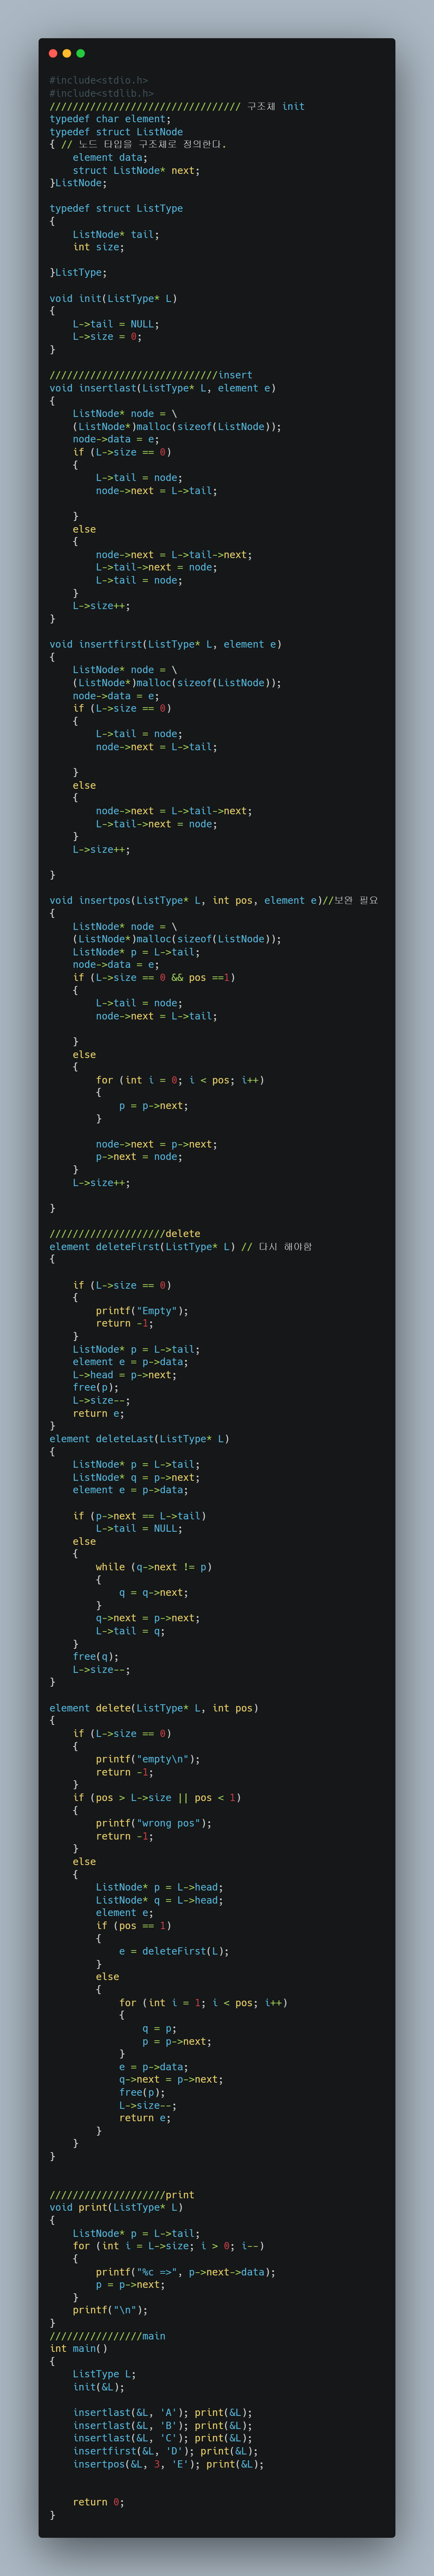 #include<stdio.h>
#include<stdlib.h>
///////////////////////////////// 구조체 init
typedef char element;
typedef struct ListNode
{ // 노드 타입을 구조체로 정의한다.
    element data;
    struct ListNode* next;
}ListNode;

typedef struct ListType
{
    ListNode* tail;
    int size;

}ListType;

void init(ListType* L)
{
    L->tail = NULL;
    L->size = 0;
}

/////////////////////////////insert
void insertlast(ListType* L, element e)
{
    ListNode* node = \
    (ListNode*)malloc(sizeof(ListNode));
    node->data = e;
    if (L->size == 0)
    {
        L->tail = node;
        node->next = L->tail;

    }
    else
    {
        node->next = L->tail->next;
        L->tail->next = node;
        L->tail = node;
    }
    L->size++;
}

void insertfirst(ListType* L, element e)
{
    ListNode* node = \
    (ListNode*)malloc(sizeof(ListNode));
    node->data = e;
    if (L->size == 0)
    {
        L->tail = node;
        node->next = L->tail;

    }
    else
    {
        node->next = L->tail->next;
        L->tail->next = node;
    }
    L->size++;

}

void insertpos(ListType* L, int pos, element e)//보완 필요
{
    ListNode* node = \
    (ListNode*)malloc(sizeof(ListNode));
    ListNode* p = L->tail;
    node->data = e;
    if (L->size == 0 && pos ==1)
    {
        L->tail = node;
        node->next = L->tail;

    }
    else
    {
        for (int i = 0; i < pos; i++)
        {
            p = p->next;
        }

        node->next = p->next;
        p->next = node;
    }
    L->size++;

}

////////////////////delete
element deleteFirst(ListType* L) // 다시 해야함
{

    if (L->size == 0)
    {
        printf("Empty");
        return -1;
    }
    ListNode* p = L->tail;
    element e = p->data;
    L->head = p->next;
    free(p);
    L->size--;
    return e;
}
element deleteLast(ListType* L)
{
    ListNode* p = L->tail;
    ListNode* q = p->next;
    element e = p->data;

    if (p->next == L->tail)
        L->tail = NULL;
    else
    {
        while (q->next != p)
        {
            q = q->next;
        }
        q->next = p->next;
        L->tail = q;
    }
    free(q);
    L->size--;
}

element delete(ListType* L, int pos)
{
    if (L->size == 0)
    {
        printf("empty\n");
        return -1;
    }
    if (pos > L->size || pos < 1)
    {
        printf("wrong pos");
        return -1;
    }
    else
    {
        ListNode* p = L->head;
        ListNode* q = L->head;
        element e;
        if (pos == 1)
        {
            e = deleteFirst(L);
        }
        else
        {
            for (int i = 1; i < pos; i++)
            {
                q = p;
                p = p->next;
            }
            e = p->data;
            q->next = p->next;
            free(p);
            L->size--;
            return e;
        }
    }
}


////////////////////print
void print(ListType* L)
{
    ListNode* p = L->tail;
    for (int i = L->size; i > 0; i--)
    {
        printf("%c =>", p->next->data);
        p = p->next;
    }
    printf("\n");
}
////////////////main
int main()
{
    ListType L;
    init(&L);

    insertlast(&L, 'A'); print(&L);
    insertlast(&L, 'B'); print(&L);
    insertlast(&L, 'C'); print(&L);
    insertfirst(&L, 'D'); print(&L);
    insertpos(&L, 3, 'E'); print(&L);


    return 0;
}